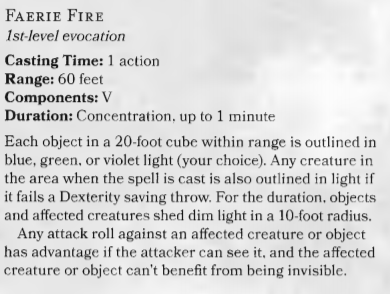 FAERIE FIRE
1st-level evocation
Casting Time: 1 action
Range: 60 feet
Components: V
Duration: Concentration, up to 1 minute
Each object in a 20-foot cube within range is outlined in
blue, green, or violet light (your choice). Any creature in
the area when the spell is cast is also outlined in light if
it fails a Dexterity saving throw. For the duration, objects
and affected creatures shed dim light in a 10-foot radius.
Any attack roll against an affected creature or object
has advantage if the attacker can see it, and the affected
creature or object can't benefit from being invisible.